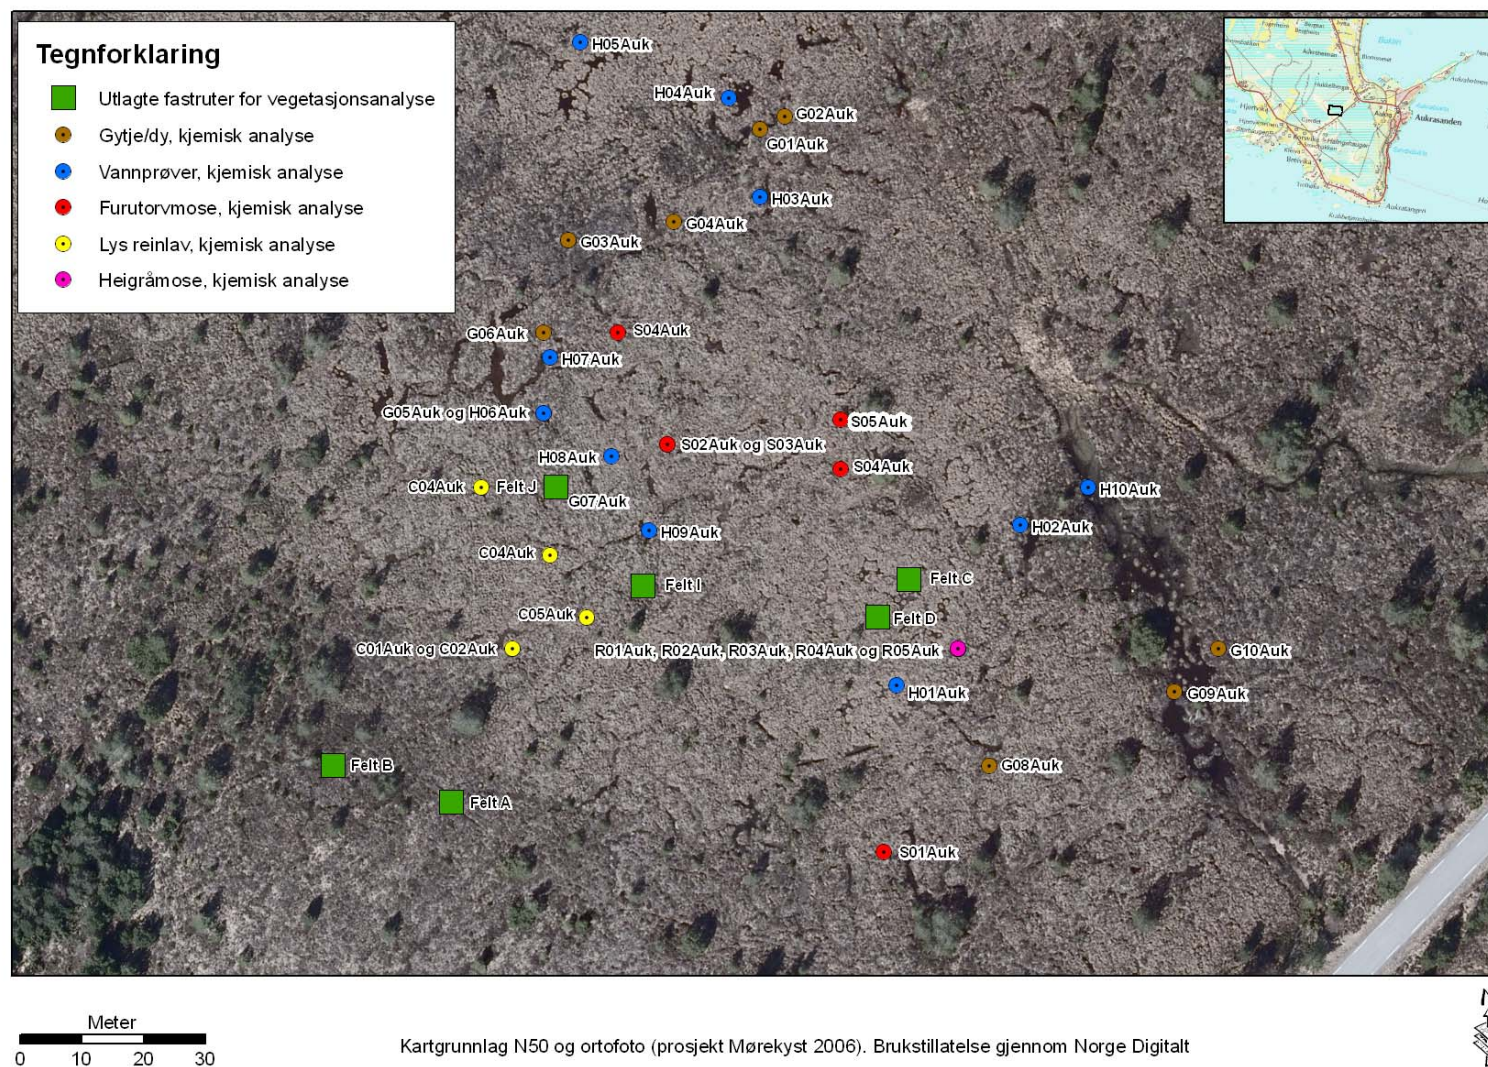 Tegnforklaring
Utlagte fastruter for vegetasjonsanalyse
Gytje/dy, kjemisk analyse
Vannprøver, kjemisk analyse
Furutorvmose, kjemisk analyse
Lys reinlav, kjemisk analyse
Heigråmose, kjemisk analyse
H05Auk
H04Auk
G02Auk
G01Auk
H03Auk
G04Auk
G03Auk
G06Auk
S04Auk
H07Auk
G05Auk og H06Auk
S05Auk
S02Auk og S03Auk
H08Auk
S04Auk
C04Auk
Felt J
G07Auk
H10Auk
H02Auk
H09Auk
C04Auk
Felt I
Felt C
C05Auk
Felt D
C01Auk og C02Auk
R01Auk, R02Auk, R03Auk, R04Auk og R05Auk
G10Auk
H01Auk
G09Auk
Felt B
G08Auk
Felt A
S01Auk
Aukrasanden
Aukratangen
Meter
0 10 20 30
Kartgrunnlag N50 og ortofoto (prosjekt Mørekyst 2006). Brukstillatelse gjennom Norge Digitalt